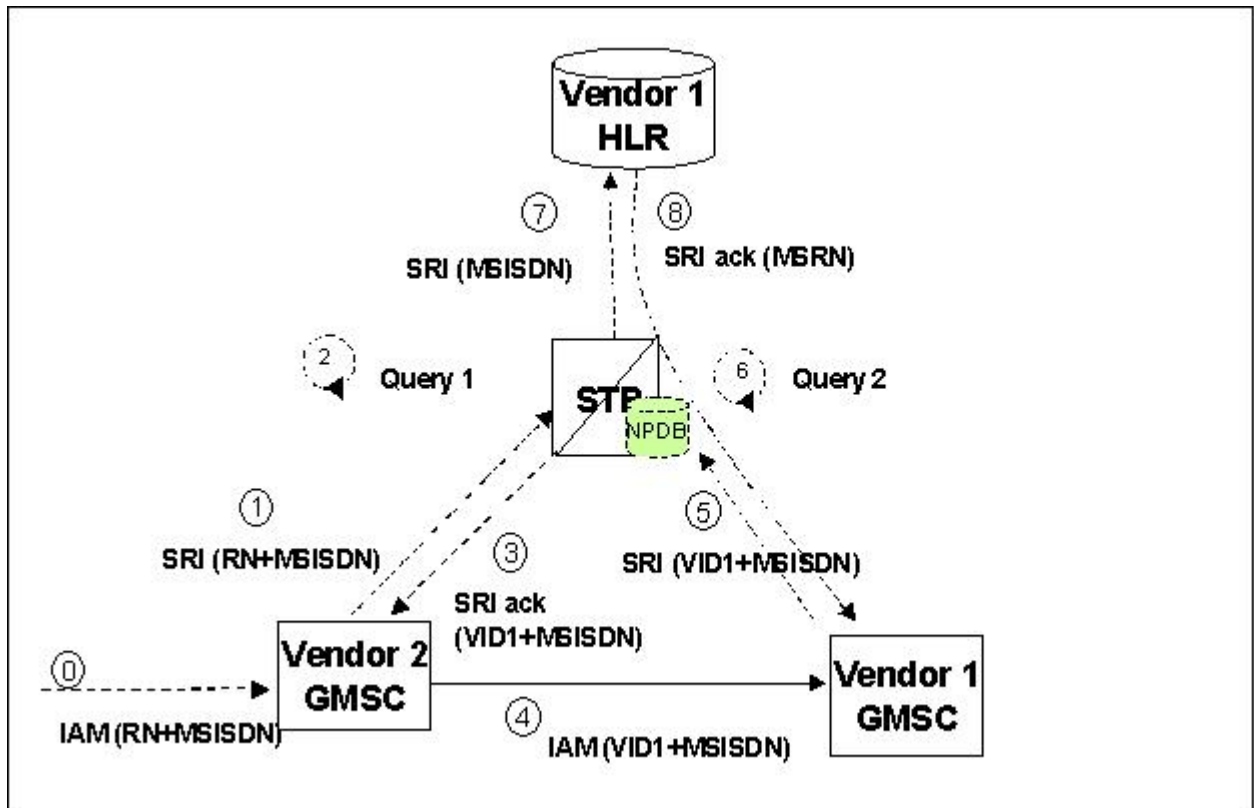 Vendor 1
HLR
7
8
SRI (MSISDN)
SRI ack (MSRN)
2
Query 1
STP
NPDB
6
Query 2
1
SRI (RN+MSISDN)
3
SRI ack
(VID1+MSISDN)
5
SRI (VID1+MSISDN)
0
IAM (RN+MSISDN)
Vendor 2
GMSC
4
IAM (VID1+MSISDN)
Vendor 1
GMSC